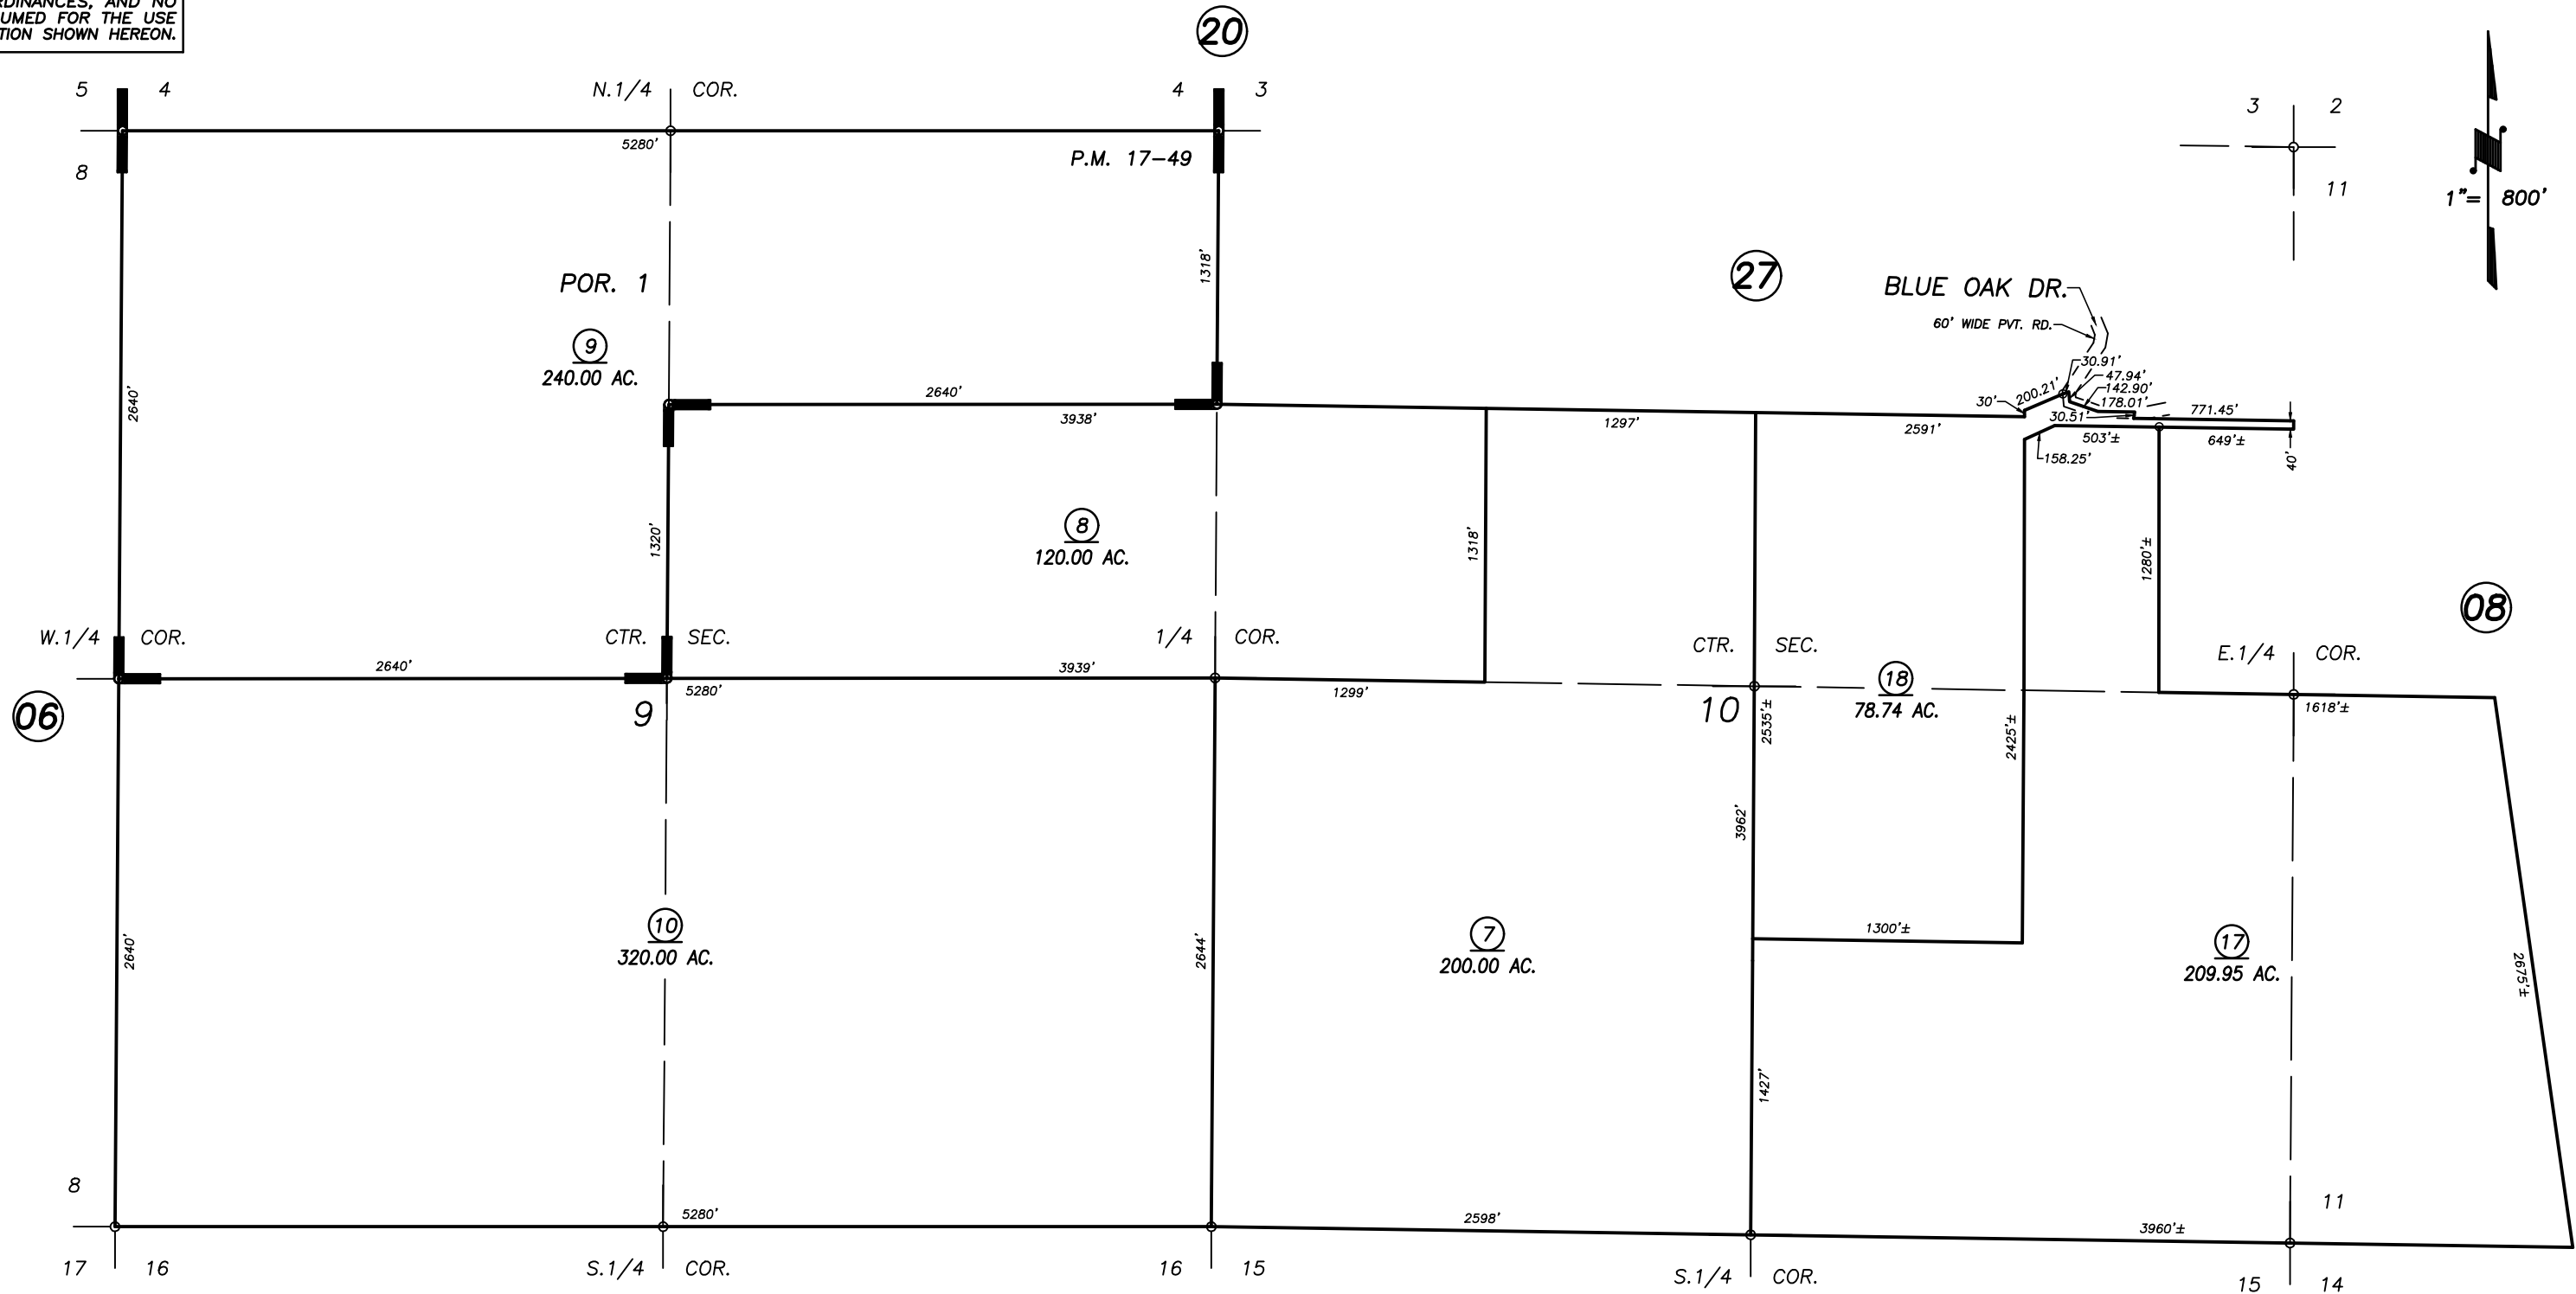 RDINANCES, AND NO
UMED FOR THE USE
TION SHOWN HEREON.
20
5 4
N.1/4 COR.
4 3
3 2
5280'
8
P.M. 17-49
11
1"= 800'
1318'
POR. 1
27
BLUE OAK DR.
60' WIDE PVT. RD.
9
240.00 AC.
30.91'
47.94'
200.21'
142.90'
30'
178.01'
30.51'
771.45'
2640'
2640'
3938'
1297'
2591'
503'±
649'±
40'
158.25'
8
120.00 AC.
1320'
1318'
1280'±
08
W.1/4 COR.
CTR. SEC.
1/4 COR.
CTR. SEC.
E.1/4 COR.
2640'
5280'
3939'
1299'
18
78.74 AC.
1618'±
06
9
10
2535'±
2425'±
3962'
10
320.00 AC.
2640'
2644'
7
200.00 AC.
1300'±
17
209.95 AC.
2675'±
1427'
8
11
5280'
2598'
3960'±
17 16
S.1/4 COR.
16 15
S.1/4 COR.
15 14